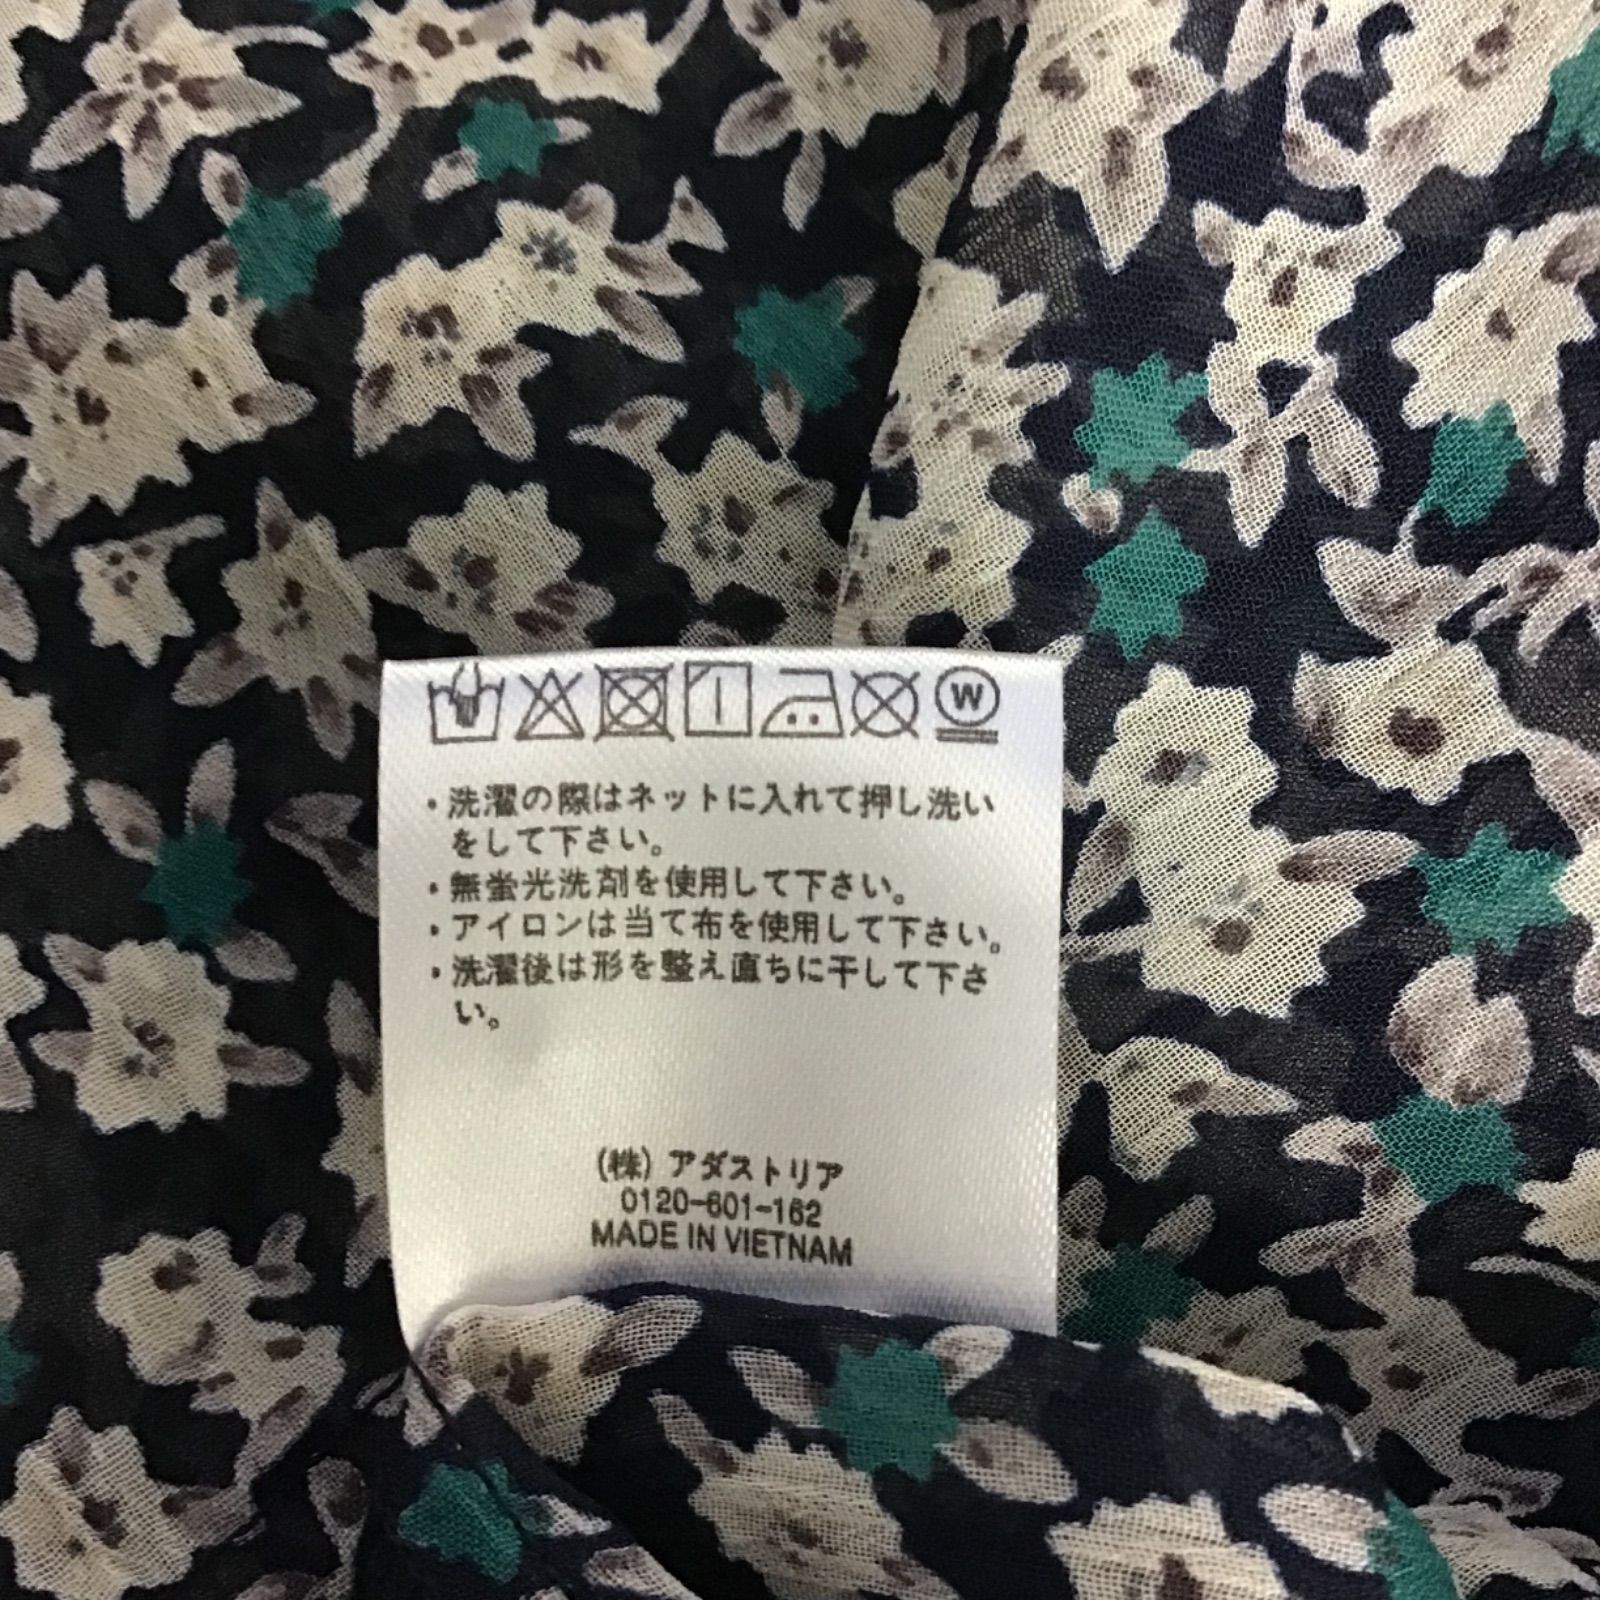 W
・洗濯の際はネットに入れて押し洗い
をして下さい。
・無蛍光洗剤を使用して下さい。
・アイロンは当て布を使用して下さい。
・洗濯後は形を整え直ちに干して下さ
い。
(株) アダストリア
0120-601-162
MADE IN VIETNAM